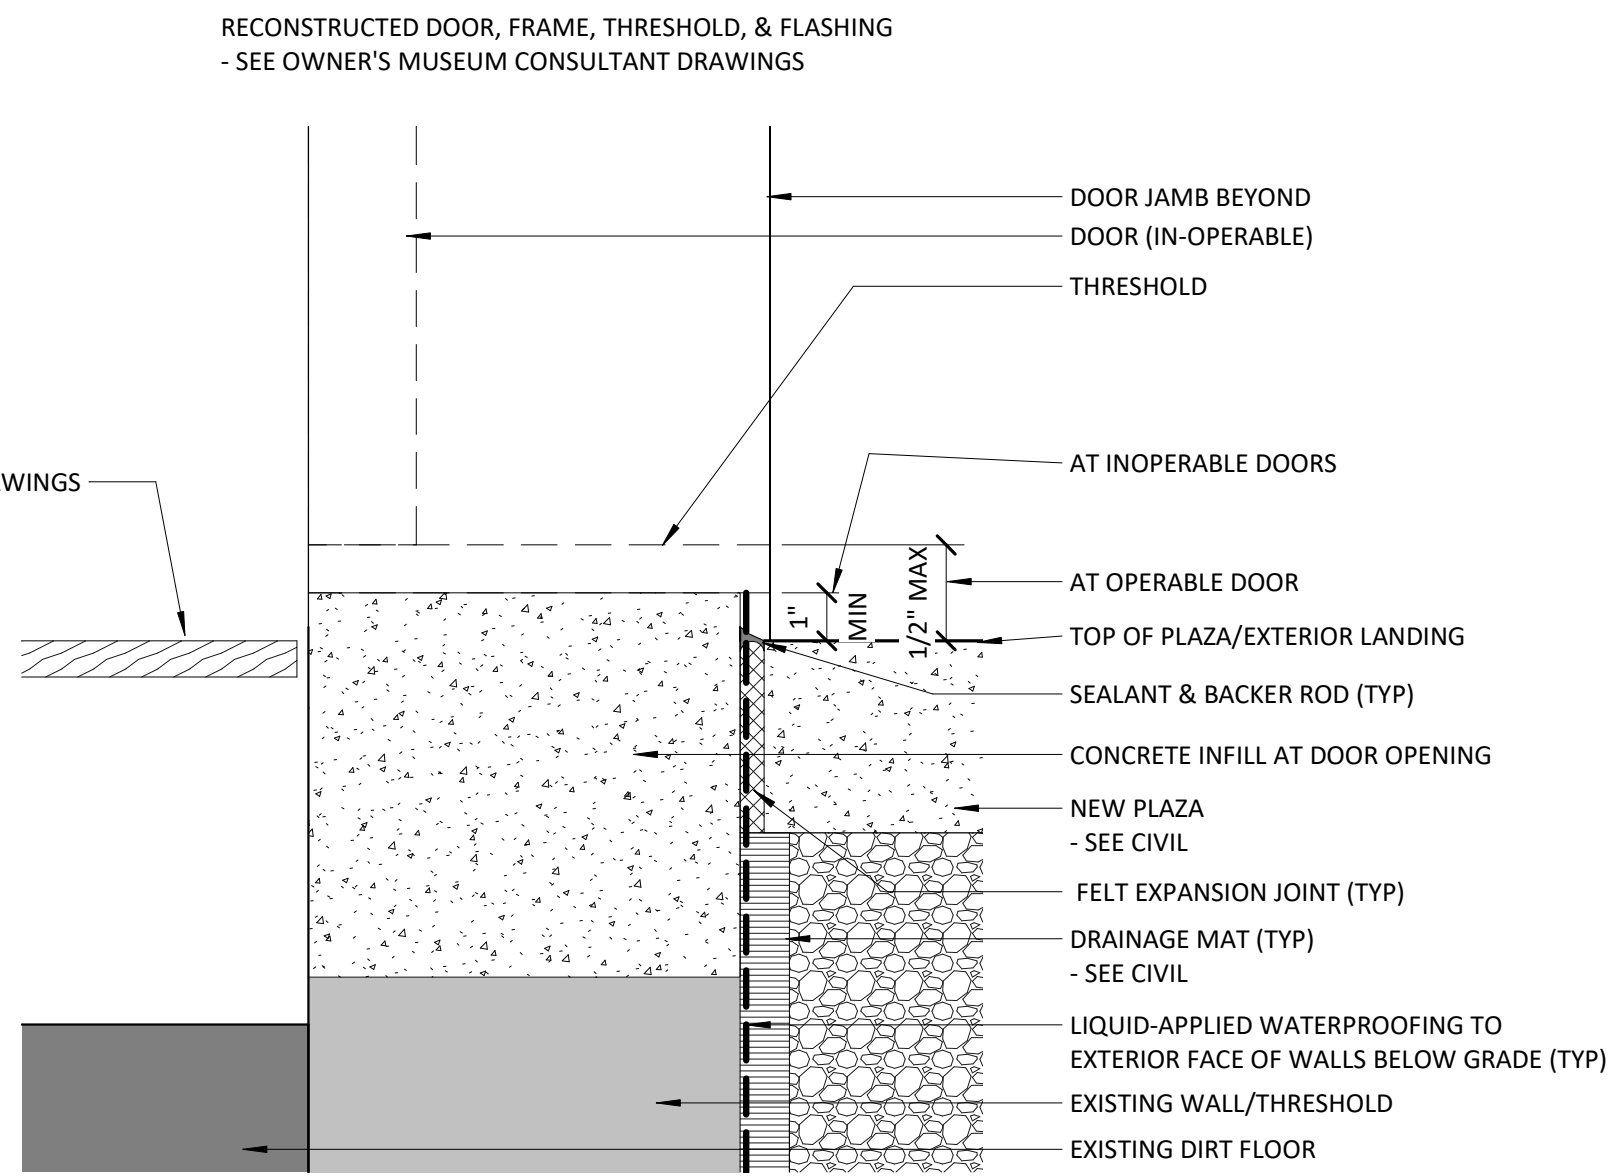 RECONSTRUCTED DOOR, FRAME, THRESHOLD, & FLASHING
- SEE OWNER'S MUSEUM CONSULTANT DRAWINGS
DOOR JAMB BEYOND
DOOR (IN-OPERABLE)
THRESHOLD
AT INOPERABLE DOORS
WINGS
1"
MIN
1/2" MAX
AT OPERABLE DOOR
TOP OF PLAZA/EXTERIOR LANDING
SEALANT & BACKER ROD (TYP)
CONCRETE INFILL AT DOOR OPENING
NEW PLAZA
- SEE CIVIL
FELT EXPANSION JOINT (TYP)
DRAINAGE MAT (TYP)
- SEE CIVIL
LIQUID-APPLIED WATERPROOFING TO
EXTERIOR FACE OF WALLS BELOW GRADE (TYP)
EXISTING WALL/THRESHOLD
EXISTING DIRT FLOOR